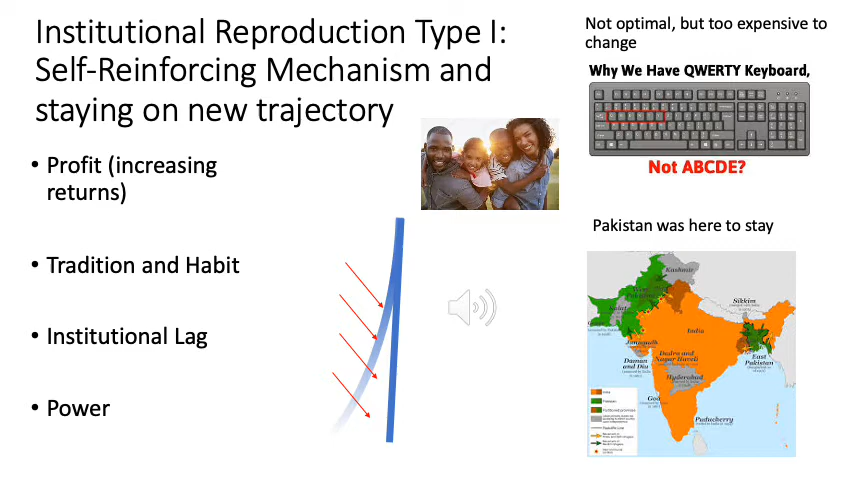 Institutional Reproduction Type I:
Self-Reinforcing Mechanism and
staying on new trajectory
• Profit (increasing
returns)
• Tradition and Habit
• Institutional Lag
• Power
Not optimal, but too expensive to
change
Why We Have QWERTY Keyboard,
Not ABCDE?
Pakistan was here to stay
Kashmir
Sikkim
India
Junagadh
Dadra and
Nagar Haveli
Daman
and Diu
East
Pakistan
Hyderabad
Goa
Puducherry